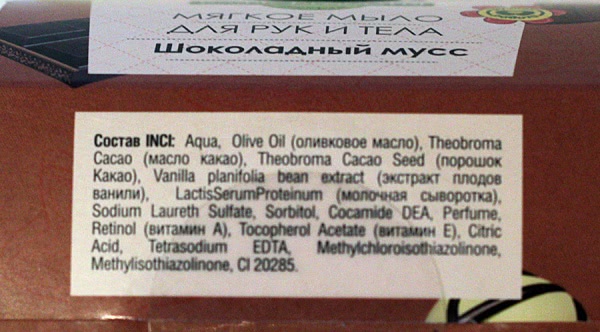 МЯГКОЕ МЫЛО
ДЛЯ РУК И ТЕЛА
Шоколадный мусс
Состав INCI: Aqua, Olive Oil (оливковое масло), Theobroma
Cacao (масло какао), Theobroma Cacao Seed (порошок
Какао), Vanilla planifolia bean extract (экстракт плодов
ванили), LactisSerumProteinum (молочная сыворотка),
Sodium Laureth Sulfate, Sorbitol, Cocamide DEA, Perfume,
Retinol (витамин А), Tocopherol Acetate (витамин Е), Citric
Acid, Tetrasodium EDTA, Methylchloroisothiazolinone,
Methylisothiazolinone, CI 20285.